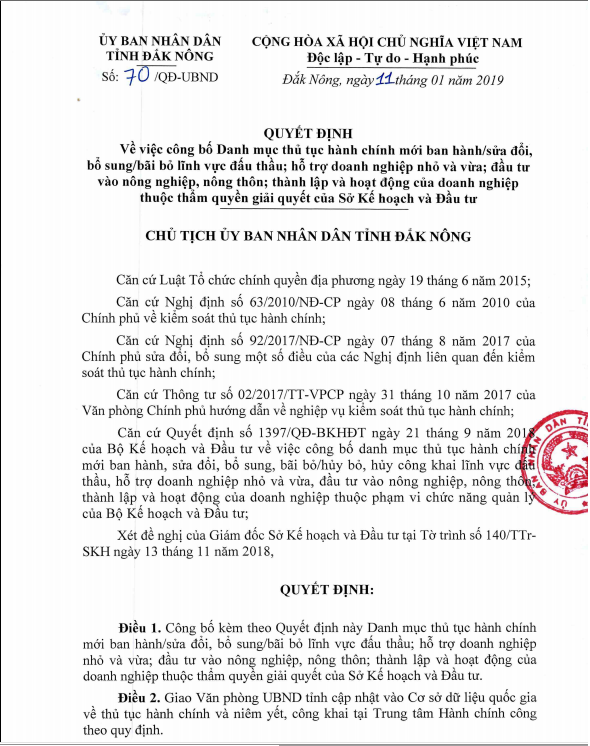 ỦY BAN NHÂN DÂN
TỈNH ĐẮK NÔNG
Số: 70 /QĐ-UBND
CỘNG HÒA XÃ HỘI CHỦ NGHĨA VIỆT NAM
Độc lập - Tự do - Hạnh phúc
Đắk Nông, ngày 11 tháng 01 năm 2019
QUYẾT ĐỊNH
Về việc công bố Danh mục thủ tục hành chính mới ban hành/sửa đổi,
bổ sung/bãi bỏ lĩnh vực đấu thầu; hỗ trợ doanh nghiệp nhỏ và vừa; đầu tư
vào nông nghiệp, nông thôn; thành lập và hoạt động của doanh nghiệp
thuộc thẩm quyền giải quyết của Sở Kế hoạch và Đầu tư
CHỦ TỊCH ỦY BAN NHÂN DÂN TỈNH ĐẮK NÔNG
Căn cứ Luật Tổ chức chính quyền địa phương ngày 19 tháng 6 năm 2015;
Căn cứ Nghị định số 63/2010/NĐ-CP ngày 08 tháng 6 năm 2010 của
Chính phủ về kiểm soát thủ tục hành chính;
Căn cứ Nghị định số 92/2017/NĐ-CP ngày 07 tháng 8 năm 2017 của
Chính phủ sửa đổi, bổ sung một số điều của các Nghị định liên quan đến kiểm
soát thủ tục hành chính;
Căn cứ Thông tư số 02/2017/TT-VPCP ngày 31 tháng 10 năm 2017 của
Văn phòng Chính phủ hướng dẫn về nghiệp vụ kiểm soát thủ tục hành chính;
Căn cứ Quyết định số 1397/QĐ-BKHĐT ngày 21 tháng 9 năm 2018
của Bộ Kế hoạch và Đầu tư về việc công bố danh mục thủ tục hành chính
mới ban hành, sửa đổi, bổ sung, bãi bỏ/hủy bỏ, hủy công khai lĩnh vực đấu
thầu, hỗ trợ doanh nghiệp nhỏ và vừa, đầu tư vào nông nghiệp, nông thôn,
thành lập và hoạt động của doanh nghiệp thuộc phạm vi chức năng quản lý
của Bộ Kế hoạch và Đầu tư;
Xét đề nghị của Giám đốc Sở Kế hoạch và Đầu tư tại Tờ trình số 140/TTr-
SKH ngày 13 tháng 11 năm 2018,
QUYẾT ĐỊNH:
Điều 1. Công bố kèm theo Quyết định này Danh mục thủ tục hành chính
mới ban hành/sửa đổi, bổ sung/bãi bỏ lĩnh vực đấu thầu; hỗ trợ doanh nghiệp
nhỏ và vừa; đầu tư vào nông nghiệp, nông thôn; thành lập và hoạt động của
doanh nghiệp thuộc thẩm quyền giải quyết của Sở Kế hoạch và Đầu tư.
Điều 2. Giao Văn phòng UBND tỉnh cập nhật vào Cơ sở dữ liệu quốc gia
về thủ tục hành chính và niêm yết, công khai tại Trung tâm Hành chính công
theo quy định.
ỦY BAN NHÂN DÂN